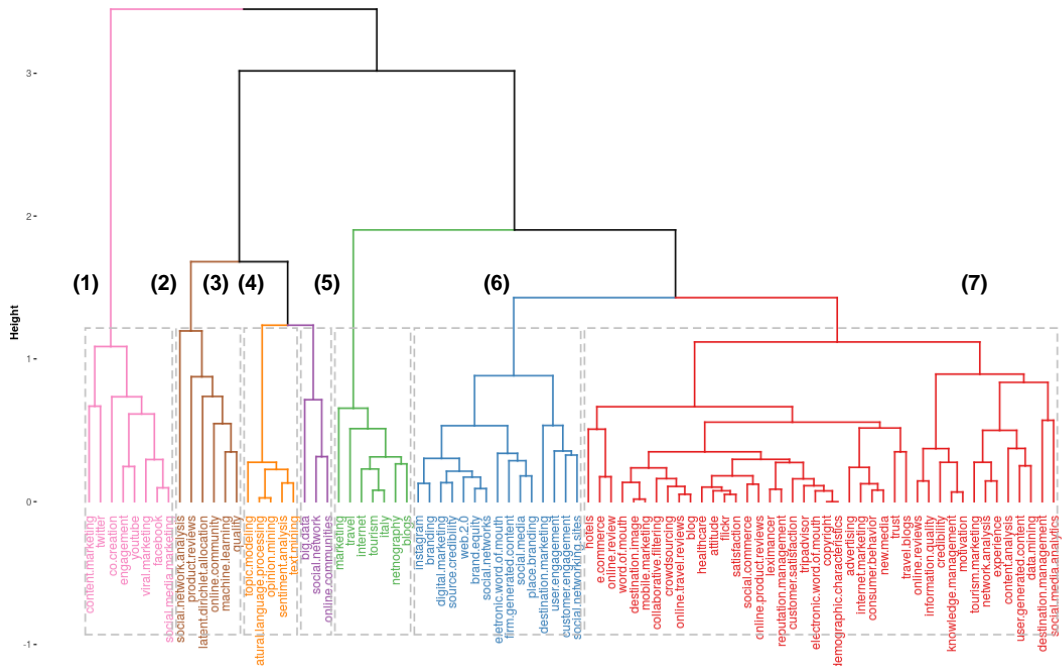 3
2
1
0
-1
Height
(1)
(2)
(3)
(4)
(5)
(6)
(7)
content.marketing
twitter
co.creation
engagement
youtube
viral.marketing
facebook
social.media.marketing
social.network.analysis
product.reviews
latent.dirichlet.allocation
online.community
machine.learning
quality
topic.modeling
atural.language.processing
opinion.mining
sentiment.analysis
text.mining
big.data
social.network
online.communities
marketing
travel
internet
tourism
italy
netnography
blogs
instagram
branding
digital.marketing
source.credibility
web.2.0
brand.equity
social.networks
eletronic.word.of.mouth
firm.generated.content
social.media
place.branding
destination.marketing
user.engagement
customer.engagement
social.networking.sites
hotels
e.commerce
online.review
word.of.mouth
destination.image
mobile.marketing
collaborative.filtering
crowdsourcing
online.travel.reviews
blog
healthcare
attitude
flickr
satisfaction
social.commerce
online.product.reviews
leximancer
reputation.management
customer.satisfaction
tripadvisor
electronic.word.of.mouth
copyright
demographic.characteristics
advertising
internet.marketing
consumer.behavior
new.media
trust
travel.blogs
online.reviews
information.quality
credibility
knowledge.management
motivation
tourism.marketing
network.analysis
experience
content.analysis
user.generated.content
data.mining
destination.management
social.media.analytics